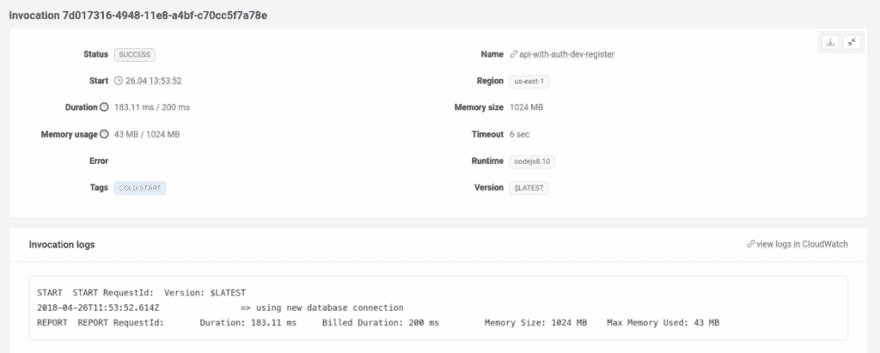 Invocation 7d017316-4948-11e8-a4bf-c70cc5f7a78e
Status SUCCESS
Name api-with-auth-dev-register
Start 26.04 13:53:52
Region us-east-1
Duration 183.11 ms / 200 ms
Memory size 1024 MB
Memory usage 43 MB / 1024 MB
Timeout 6 sec
Error
Runtime nodejs8.10
Tags COLD START
Version $LATEST
Invocation logs
view logs in CloudWatch
START START RequestId: Version: $LATEST
2018-04-26T11:53:52.614Z => using new database connection
REPORT REPORT RequestId: Duration: 183.11 ms Billed Duration: 200 ms Memory Size: 1024 MB Max Memory Used: 43 MB